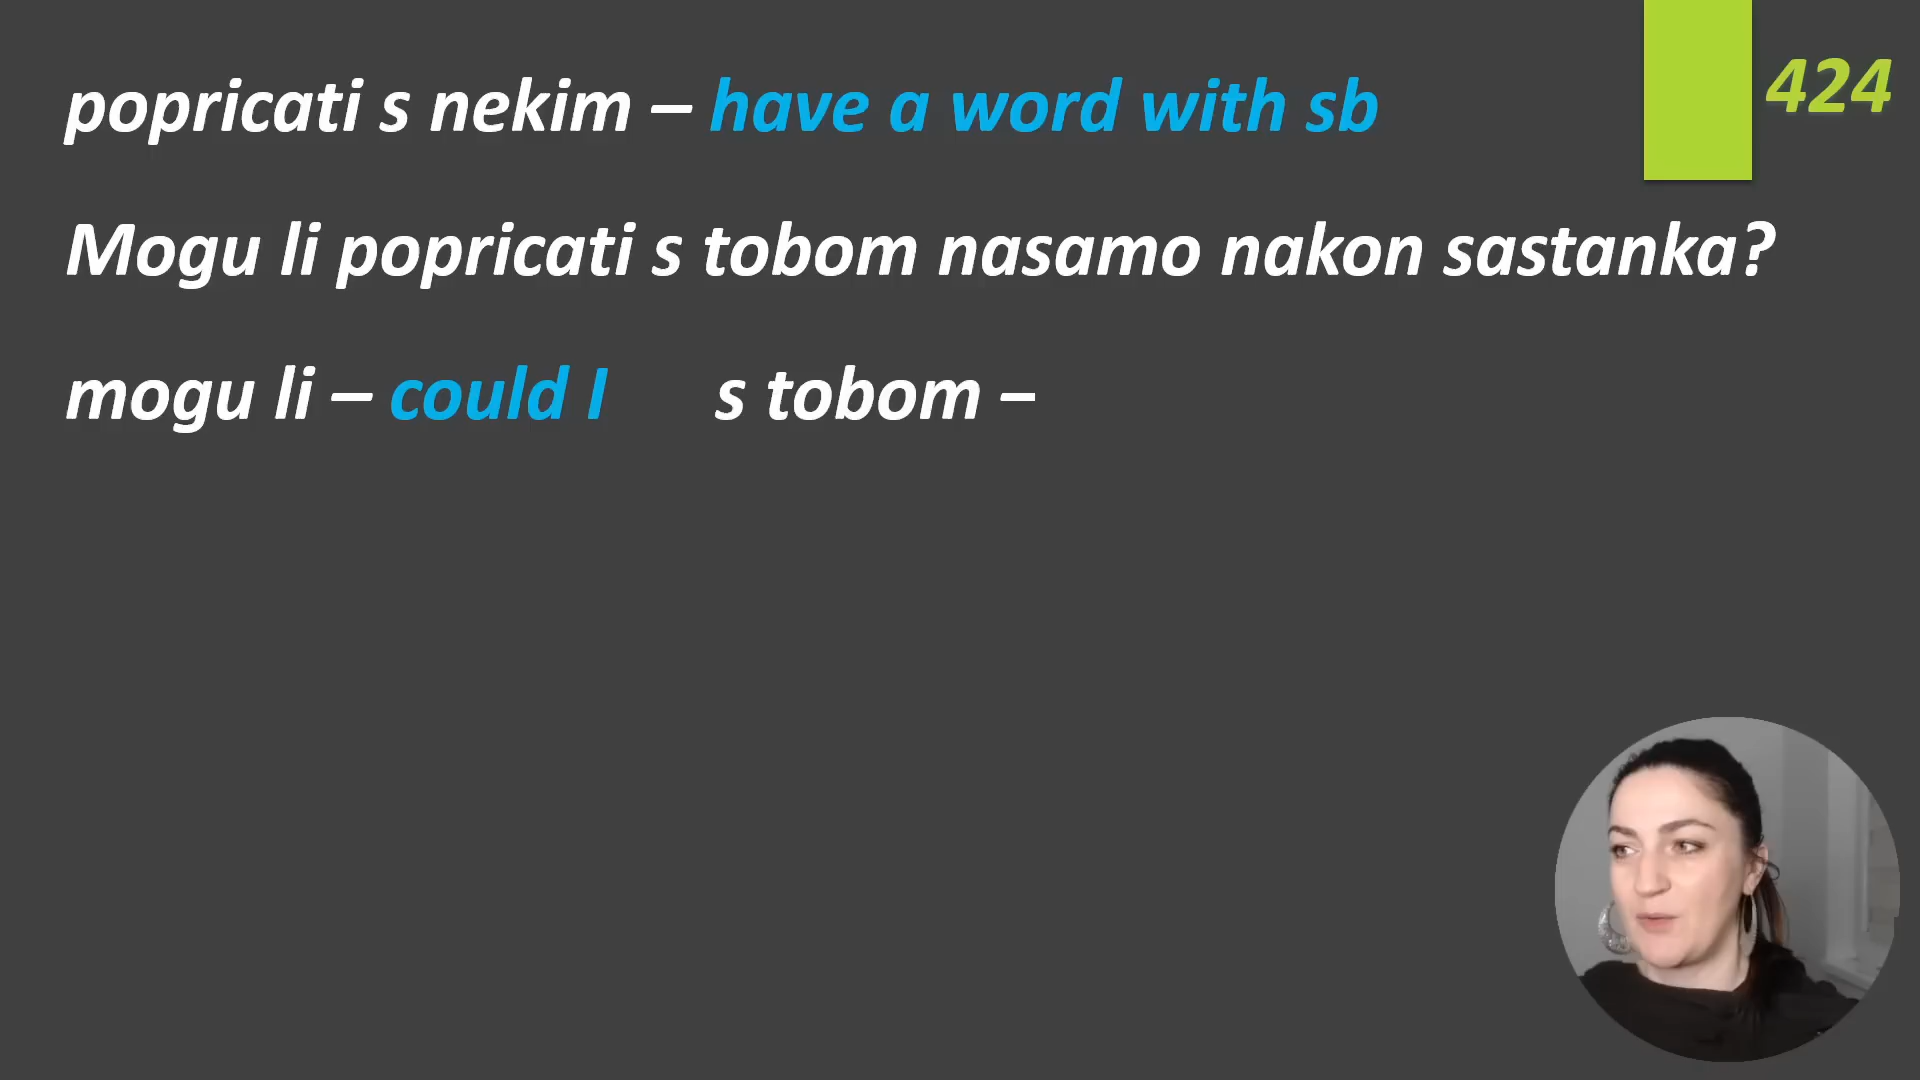 popricati s nekim – have a word with sb
424
Mogu li popricati s tobom nasamo nakon sastanka?
mogu li – could I s tobom –